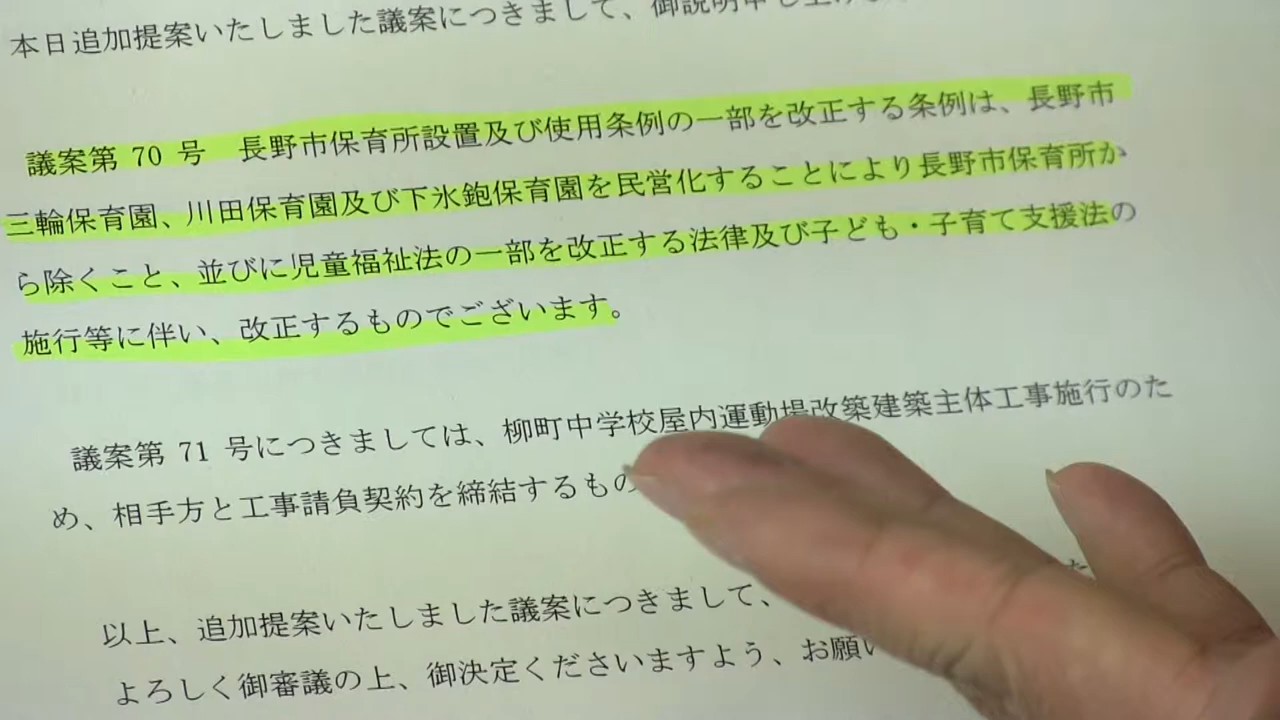 本日追加提案いたしました議案につきまして、御説明申し上げ
議案第 70 号　長野市保育所設置及び使用条例の一部を改正する条例は、長野市
三輪保育園、川田保育園及び下氷鉋保育園を民営化することにより長野市保育所か
ら除くこと、並びに児童福祉法の一部を改正する法律及び子ども・子育て支援法の
施行等に伴い、改正するものでございます。
議案第 71 号につきましては、柳町中学校屋内運動場改築建築主体工事施行のた
め、相手方と工事請負契約を締結するもの
以上、追加提案いたしました議案につきまして、
よろしく御審議の上、御決定くださいますよう、お願い